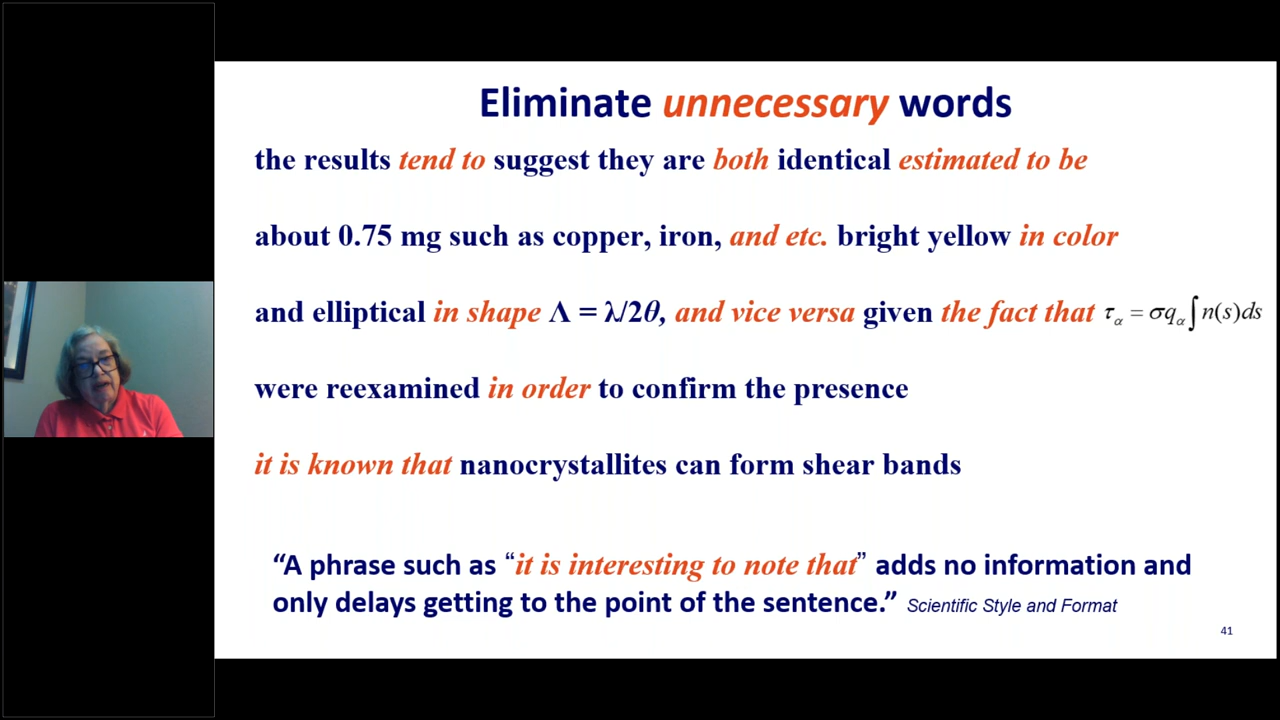 Eliminate unnecessary words
the results tend to suggest they are both identical estimated to be
about 0.75 mg such as copper, iron, and etc. bright yellow in color
and elliptical in shape Λ = λ/2θ, and vice versa given the fact that τα = σqα∫n(s)ds
were reexamined in order to confirm the presence
it is known that nanocrystallites can form shear bands
“A phrase such as “it is interesting to note that” adds no information and
only delays getting to the point of the sentence.” Scientific Style and Format
41